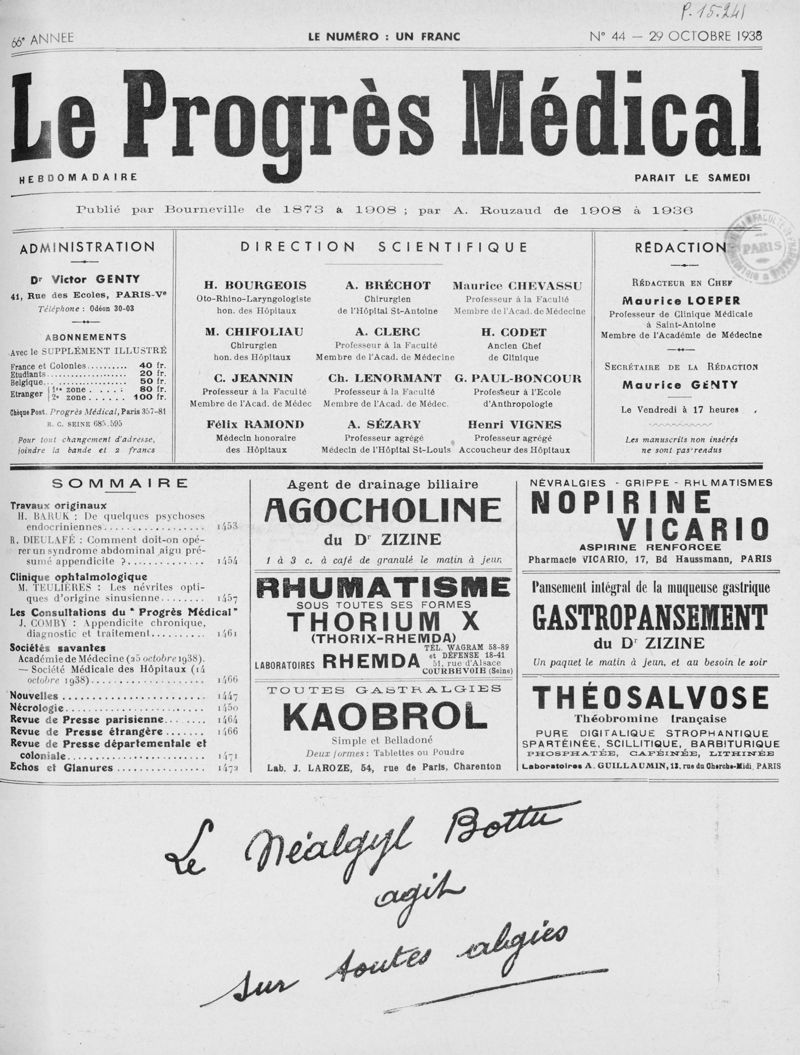 P. 15.241
66e ANNÉE
LE NUMÉRO : UN FRANC
N° 44 — 29 OCTOBRE 1938
Le Progrès Médical
HEBDOMADAIRE
PARAIT LE SAMEDI
Publié par Bourneville de 1873 à 1908 ; par A. Rouzaud de 1908 à 1936
ADMINISTRATION
Dr Victor GENTY
41, Rue des Ecoles, PARIS-Ve
Téléphone : Odéon 30-03
ABONNEMENTS
Avec le SUPPLÉMENT ILLUSTRÉ
France et Colonies.......... 40 fr.
Etudiants................ 20 fr.
Belgique.................. 50 fr.
Etranger 1re zone . . . . : 80 fr.
2e zone . . . . . . 100 fr.
Chèque Post. Progrès Médical, Paris 357-81
R. C. SEINE 685.595
Pour tout changement d'adresse,
joindre la bande et 2 francs
DIRECTION SCIENTIFIQUE
H. BOURGEOIS
Oto-Rhino-Laryngologiste
hon. des Hôpitaux
A. BRÉCHOT
Chirurgien
de l'Hôpital St-Antoine
Maurice CHEVASSU
Professeur à la Faculté
Membre de l'Acad. de Médecine
M. CHIFOLIAU
Chirurgien
hon. des Hôpitaux
A. CLERC
Professeur à la Faculté
Membre de l'Acad. de Médecine
H. CODET
Ancien Chef
de Clinique
C. JEANNIN
Professeur à la Faculté
Membre de l'Acad. de Médec
Ch. LENORMANT
Professeur à la Faculté
Membre de l'Acad. de Médec.
G. PAUL-BONCOUR
Professeur à l'Ecole
d'Anthropologie
Félix RAMOND
Médecin honoraire
des Hôpitaux
A. SÉZARY
Professeur agrégé
Médecin de l'Hôpital St-Louis
Henri VIGNES
Professeur agrégé
Accoucheur des Hôpitaux
RÉDACTION
PARIS
RÉDACTEUR EN CHEF
Maurice LOEPER
Professeur de Clinique Médicale
à Saint-Antoine
Membre de l'Académie de Médecine
SECRÉTAIRE DE LA RÉDACTION
Maurice GENTY
Le Vendredi à 17 heures
Les manuscrits non insérés
ne sont pas rendus
SOMMAIRE
Travaux originaux
H. BARUK : De quelques psychoses
endocriniennes.................. 1453
R. DIEULAFÉ : Comment doit-on opé-
rer un syndrome abdominal aigu pré-
sumé appendicite ?............... 1454
Clinique ophtalmologique
M. TEULIÈRES : Les névrites opti-
ques d'origine sinusienne........ 1457
Les Consultations du " Progrès Médical "
J. COMBY : Appendicite chronique,
diagnostic et traitement......... 1461
Sociétés savantes
Académie de Médecine (25 octobre 1938).
— Société Médicale des Hôpitaux (14
octobre 1938).................... 1466
Nouvelles ........................ 1447
Nécrologie........................ 1450
Revue de Presse parisienne........ 1464
Revue de Presse étrangère ....... 1466
Revue de Presse départementale et
coloniale........................ 1471
Echos et Glanures ............... 1472
Agent de drainage biliaire
AGOCHOLINE
du Dr ZIZINE
1 à 3 c. à café de granulé le matin à jeun
RHUMATISME
SOUS TOUTES SES FORMES
THORIUM X
(THORIX-RHEMDA)
LABORATOIRES RHEMDA
TÉL. WAGRAM 58-89
et DÉFENSE 18-41
51, rue d'Alsace
COURBEVOIE (Seine)
TOUTES GASTRALGIES
KAOBROL
Simple et Belladoné
Deux formes : Tablettes ou Poudre
Lab. J. LAROZE, 54, rue de Paris, Charenton
NÉVRALGIES - GRIPPE - RHUMATISMES
NOPIRINE
VICARIO
ASPIRINE RENFORCÉE
Pharmacie VICARIO, 17, Bd Haussmann, PARIS
Pansement intégral de la muqueuse gastrique
GASTROPANSEMENT
du Dr ZIZINE
Un paquet le matin à jeun, et au besoin le soir
THÉOSALVOSE
Théobromine française
PURE DIGITALIQUE STROPHANTIQUE
SPARTÉINÉE, SCILLITIQUE, BARBITURIQUE
PHOSPHATÉE, CAFÉINÉE, LITHINÉE
Laboratoires A. GUILLAUMIN, 13, rue du Cherche-Midi, PARIS
Le Néalgyl Bottu
agit
sur toutes algies